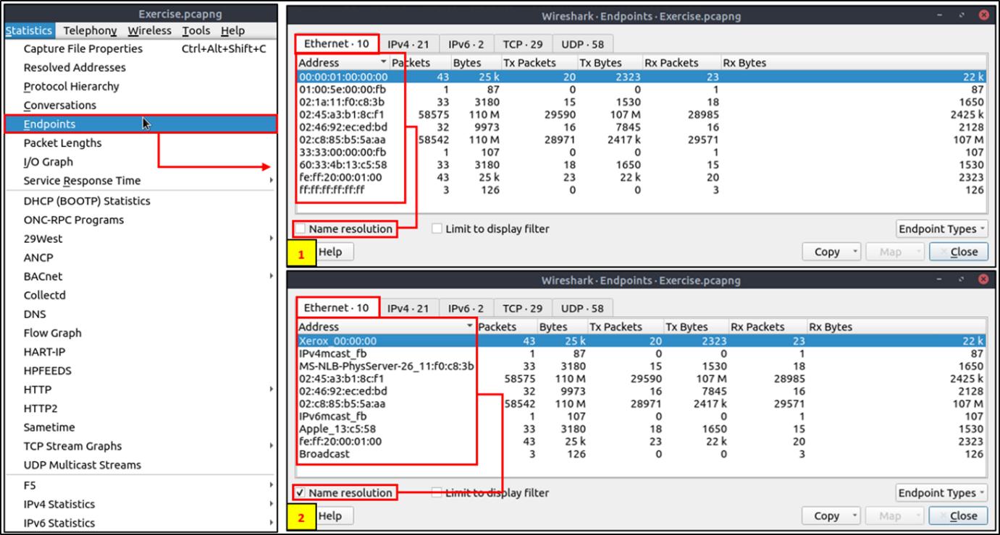 Exercise.pcapng
Statistics Telephony Wireless Tools Help
Capture File Properties Ctrl+Alt+Shift+C
Resolved Addresses
Protocol Hierarchy
Conversations
Endpoints
Packet Lengths
I/O Graph
Service Response Time
DHCP (BOOTP) Statistics
ONC-RPC Programs
29West
ANCP
BACnet
Collectd
DNS
Flow Graph
HART-IP
HPFEEDS
HTTP
HTTP2
Sametime
TCP Stream Graphs
UDP Multicast Streams
F5
IPv4 Statistics
IPv6 Statistics
Wireshark · Endpoints · Exercise.pcapng
Ethernet · 10 IPv4 · 21 IPv6 · 2 TCP · 29 UDP · 58
Address Packets Bytes Tx Packets Tx Bytes Rx Packets Rx Bytes
00:00:01:00:00:00 43 25 k 20 2323 23 22 k
01:00:5e:00:00:fb 1 87 0 0 1 87
02:1a:11:f0:c8:3b 33 3180 15 1530 18 1650
02:45:a3:b1:8c:f1 58575 110 M 29590 107 M 28985 2425 k
02:46:92:ec:ed:bd 32 9973 16 7845 16 2128
02:c8:85:b5:5a:aa 58542 110 M 28971 2417 k 29571 107 M
33:33:00:00:00:fb 1 107 0 0 1 107
60:33:4b:13:c5:58 33 3180 18 1650 15 1530
fe:ff:20:00:01:00 43 25 k 23 22 k 20 2323
ff:ff:ff:ff:ff:ff 3 126 0 0 3 126
Name resolution Limit to display filter Endpoint Types
1 Help Copy Map Close
Wireshark · Endpoints · Exercise.pcapng
Ethernet · 10 IPv4 · 21 IPv6 · 2 TCP · 29 UDP · 58
Address Packets Bytes Tx Packets Tx Bytes Rx Packets Rx Bytes
Xerox_00:00:00 43 25 k 20 2323 23 22 k
IPv4mcast_fb 1 87 0 0 1 87
MS-NLB-PhysServer-26_11:f0:c8:3b 33 3180 15 1530 18 1650
02:45:a3:b1:8c:f1 58575 110 M 29590 107 M 28985 2425 k
02:46:92:ec:ed:bd 32 9973 16 7845 16 2128
02:c8:85:b5:5a:aa 58542 110 M 28971 2417 k 29571 107 M
IPv6mcast_fb 1 107 0 0 1 107
Apple_13:c5:58 33 3180 18 1650 15 1530
fe:ff:20:00:01:00 43 25 k 23 22 k 20 2323
Broadcast 3 126 0 0 3 126
Name resolution Limit to display filter Endpoint Types
2 Help Copy Map Close